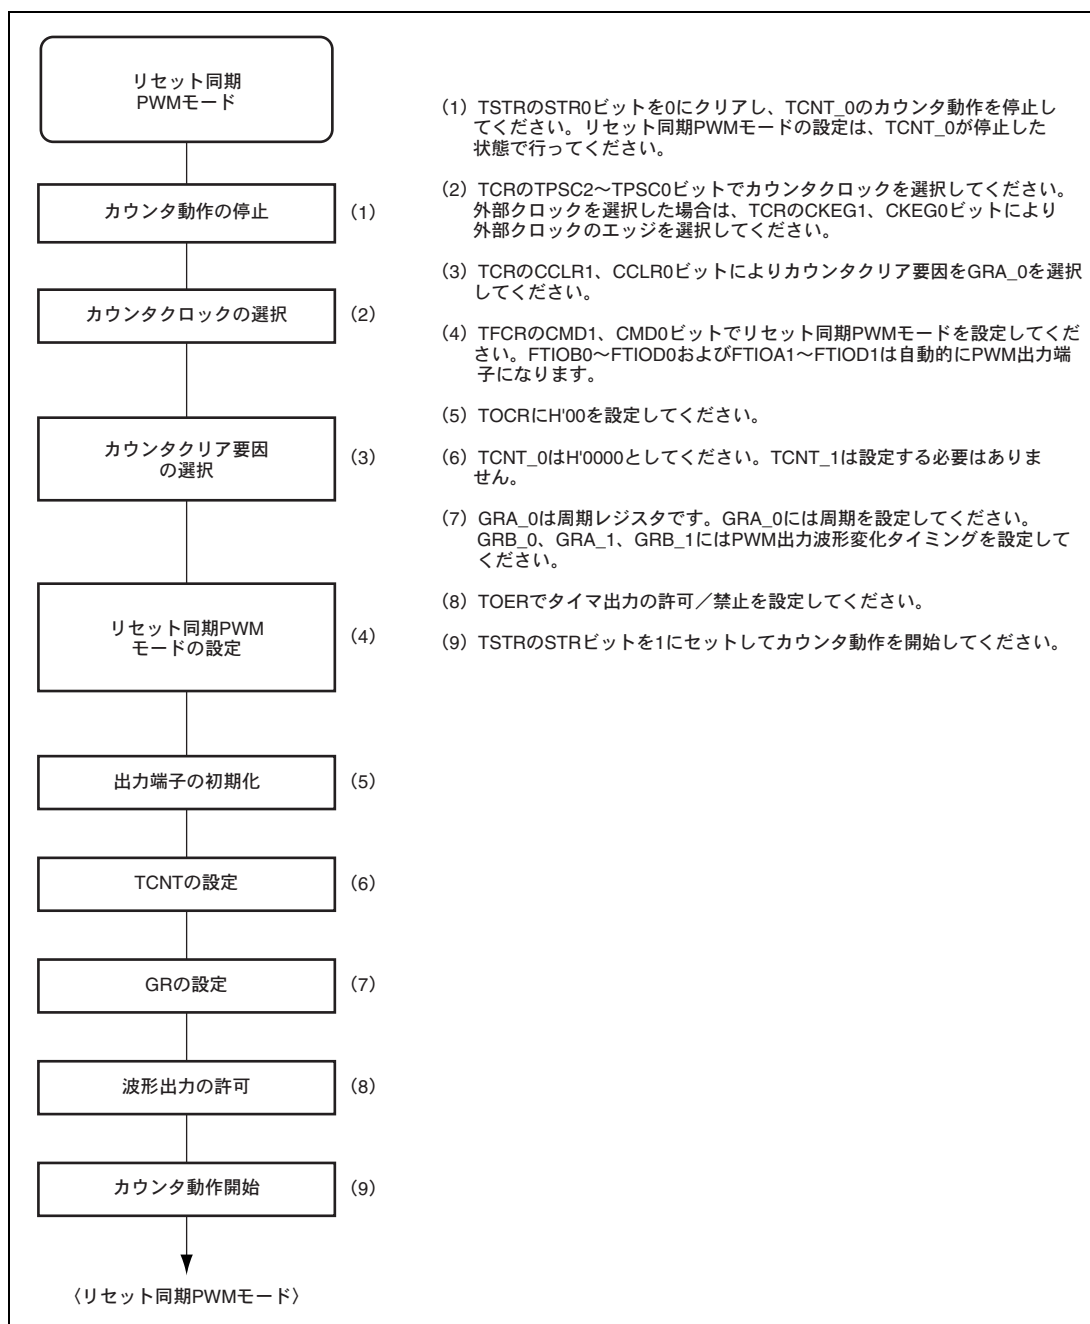 リセット同期
PWMモード
カウンタ動作の停止
(1)
カウンタクロックの選択
(2)
カウンタクリア要因
の選択
(3)
リセット同期PWM
モードの設定
(4)
出力端子の初期化
(5)
TCNTの設定
(6)
GRの設定
(7)
波形出力の許可
(8)
カウンタ動作開始
(9)
〈リセット同期PWMモード〉
(1) TSTRのSTR0ビットを0にクリアし、TCNT_0のカウンタ動作を停止し
てください。リセット同期PWMモードの設定は、TCNT_0が停止した
状態で行ってください。
(2) TCRのTPSC2～TPSC0ビットでカウンタクロックを選択してください。
外部クロックを選択した場合は、TCRのCKEG1、CKEG0ビットにより
外部クロックのエッジを選択してください。
(3) TCRのCCLR1、CCLR0ビットによりカウンタクリア要因をGRA_0を選択
してください。
(4) TFCRのCMD1、CMD0ビットでリセット同期PWMモードを設定してくだ
さい。FTIOB0～FTIOD0およびFTIOA1～FTIOD1は自動的にPWM出力端
子になります。
(5) TOCRにH'00を設定してください。
(6) TCNT_0はH'0000としてください。TCNT_1は設定する必要はありま
せん。
(7) GRA_0は周期レジスタです。GRA_0には周期を設定してください。
GRB_0、GRA_1、GRB_1にはPWM出力波形変化タイミングを設定して
ください。
(8) TOERでタイマ出力の許可／禁止を設定してください。
(9) TSTRのSTRビットを1にセットしてカウンタ動作を開始してください。